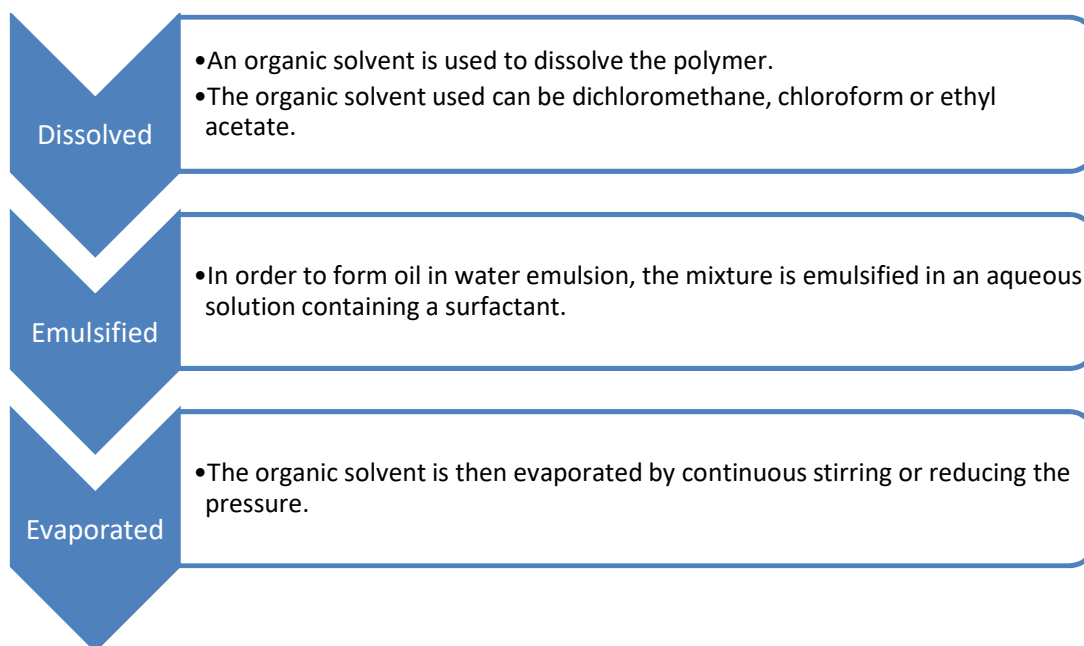 Dissolved
•An organic solvent is used to dissolve the polymer.
•The organic solvent used can be dichloromethane, chloroform or ethyl
acetate.
Emulsified
•In order to form oil in water emulsion, the mixture is emulsified in an aqueous
solution containing a surfactant.
Evaporated
•The organic solvent is then evaporated by continuous stirring or reducing the
pressure.